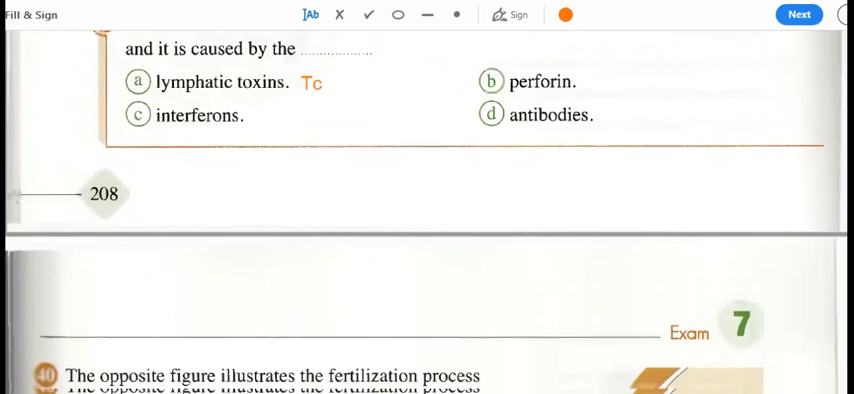 Fill & Sign
IAb
Sign
Next
and it is caused by the ....................
a lymphatic toxins. Tc
b perforin.
c interferons.
d antibodies.
208
Exam 7
40 The opposite figure illustrates the fertilization process